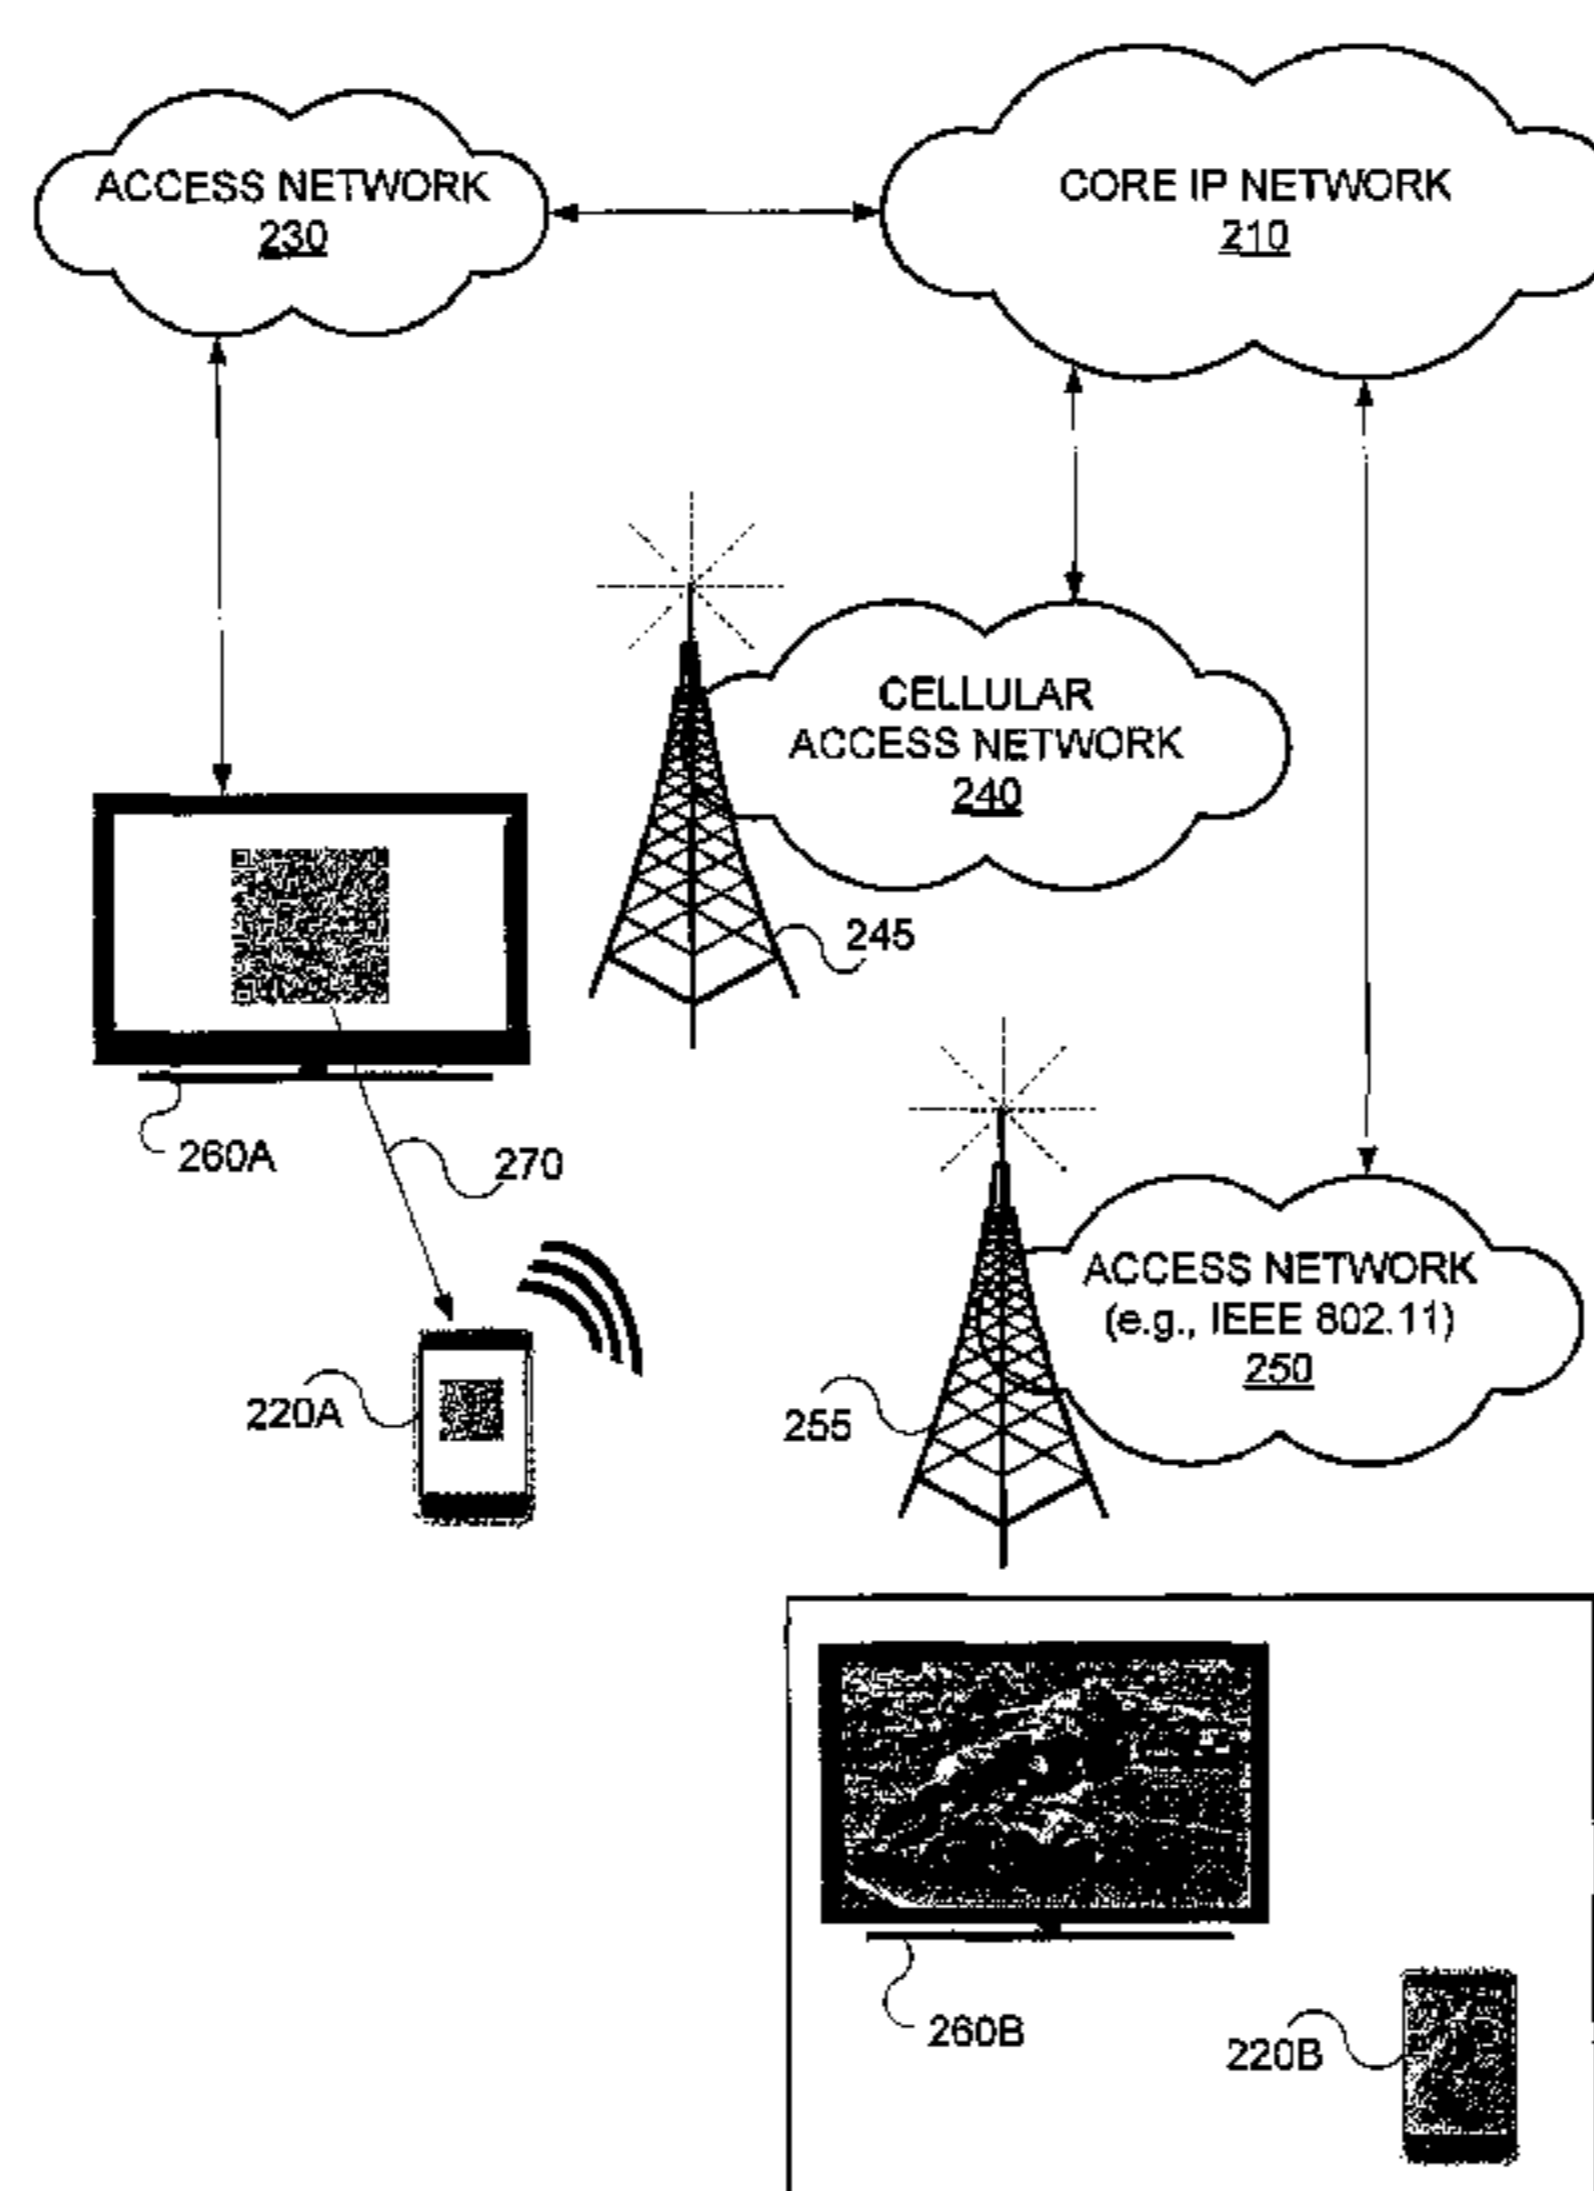 ACCESS NETWORK
230
CORE IP NETWORK
210
CELLULAR
ACCESS NETWORK
240
245
260A
270
ACCESS NETWORK
(e.g., IEEE 802.11)
250
220A
255
260B
220B